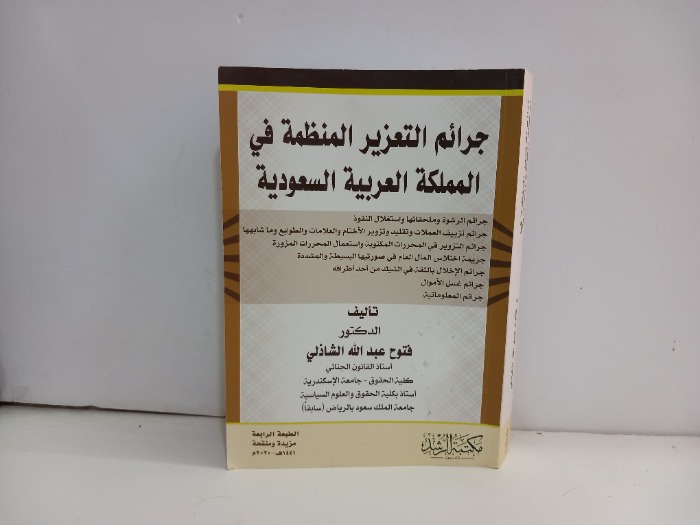 جرائم التعزير المنظمة في
المملكة العربية السعودية
جرائم الرشوة وملحقاتها واستغلال النفوذ
جرائم تزييف العملات وتقليد وتزوير الأختام والعلامات والطوابع وما شابهها
جرائم التزوير في المحررات المكتوبة واستعمال المحررات المزورة
جريمة اختلاس المال العام في صورتيها البسيطة والمشددة
جرائم الإخلال بالثقة في الشيك من أحد أطرافه
جرائم غسل الأموال
جرائم المعلوماتية
تأليف
الدكتور
فتوح عبد الله الشاذلي
أستاذ القانون الجنائي
كلية الحقوق - جامعة الإسكندرية
أستاذ بكلية الحقوق والعلوم السياسية
جامعة الملك سعود بالرياض (سابقاً)
الطبعة الرابعة
مزيدة ومنقحة
١٤٤١هـ - ٢٠٢٠م
مكتبة الرشد